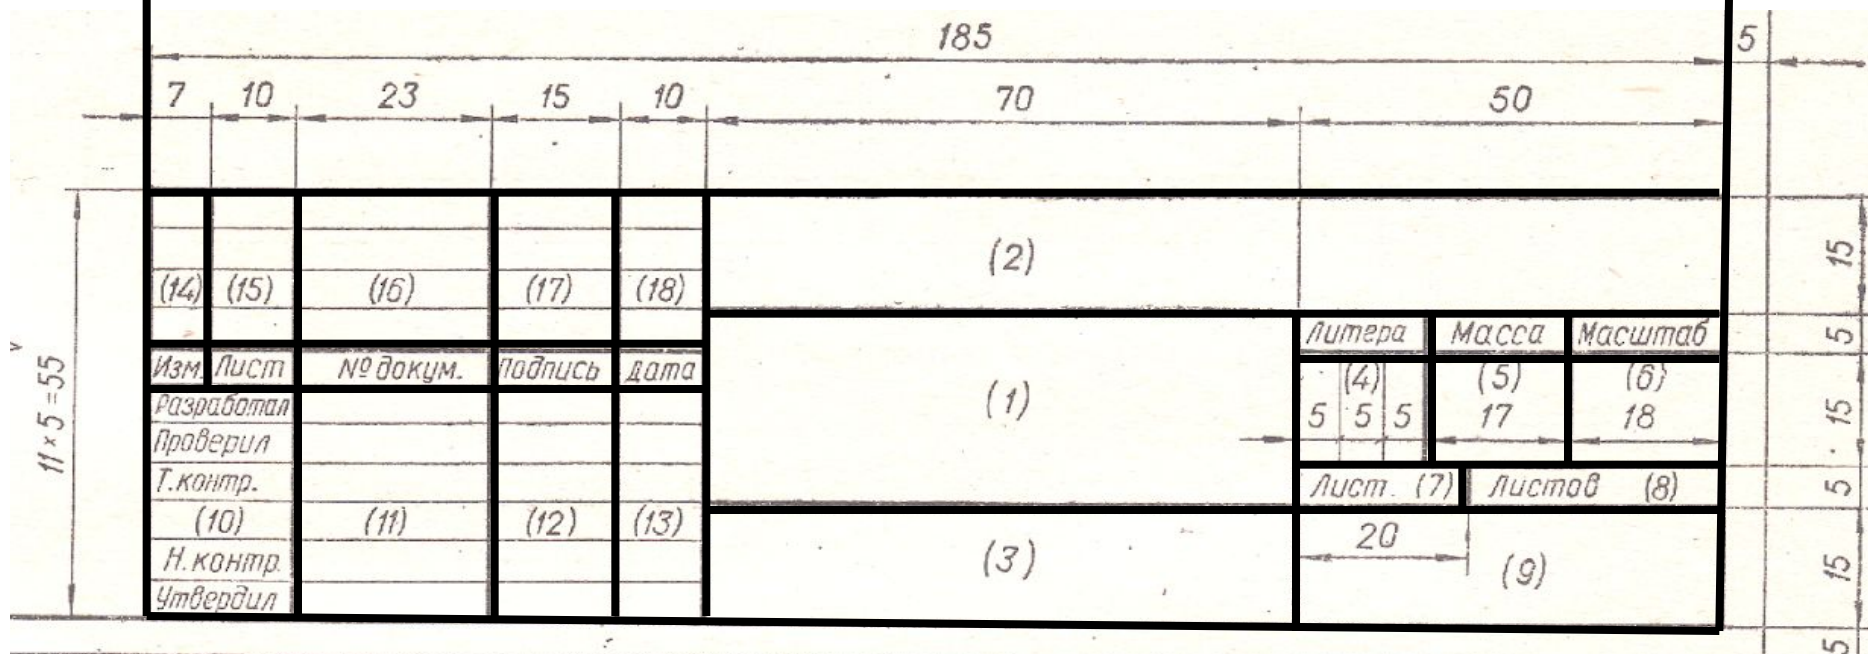 185 5
7 10 23 15 10 70 50
(2)
15
(14) (15) (16) (17) (18)
Литера Масса Масштаб
5
Изм. Лист № докум. Подпись дата
11×5=55
(1)
(4) (5) (6)
Разработал
5 5 5 17 18
15
Проверил
Т.контр.
Лист. (7) Листов (8)
5
(10) (11) (12) (13)
20
(3)
(9)
15
Н.контр.
Утвердил
5